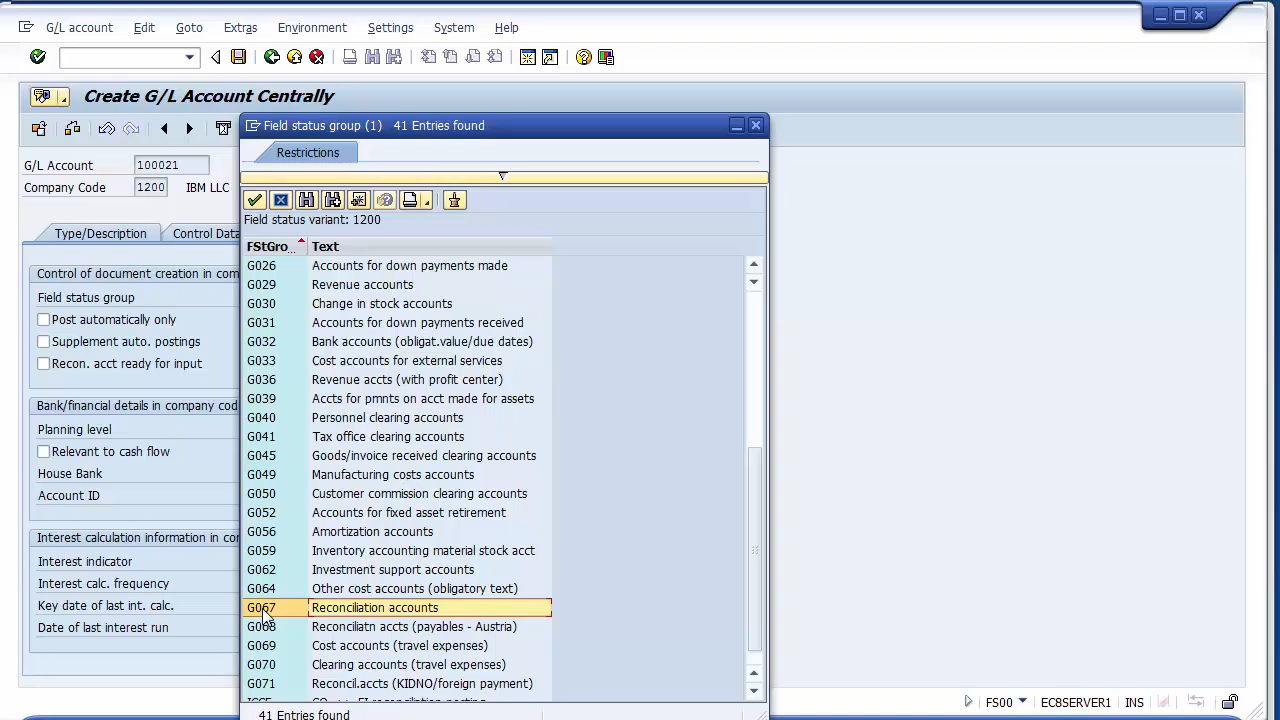 G/L account Edit Goto Extras Environment Settings System Help
Create G/L Account Centrally
G/L Account 100021
Company Code 1200 IBM LLC
Type/Description Control Data
Control of document creation in com
Field status group
Post automatically only
Supplement auto. postings
Recon. acct ready for input
Bank/financial details in company cod
Planning level
Relevant to cash flow
House Bank
Account ID
Interest calculation information in co
Interest indicator
Interest calc. frequency
Key date of last int. calc.
Date of last interest run
Field status group (1) 41 Entries found
Restrictions
Field status variant: 1200
FStGro... Text
G026 Accounts for down payments made
G029 Revenue accounts
G030 Change in stock accounts
G031 Accounts for down payments received
G032 Bank accounts (obligat.value/due dates)
G033 Cost accounts for external services
G036 Revenue accts (with profit center)
G039 Accts for pmnts on acct made for assets
G040 Personnel clearing accounts
G041 Tax office clearing accounts
G045 Goods/invoice received clearing accounts
G049 Manufacturing costs accounts
G050 Customer commission clearing accounts
G052 Accounts for fixed asset retirement
G056 Amortization accounts
G059 Inventory accounting material stock acct
G062 Investment support accounts
G064 Other cost accounts (obligatory text)
G067 Reconciliation accounts
G068 Reconciliatn accts (payables - Austria)
G069 Cost accounts (travel expenses)
G070 Clearing accounts (travel expenses)
G071 Reconcil.accts (KIDNO/foreign payment)
41 Entries found
FS00 EC8SERVER1 INS